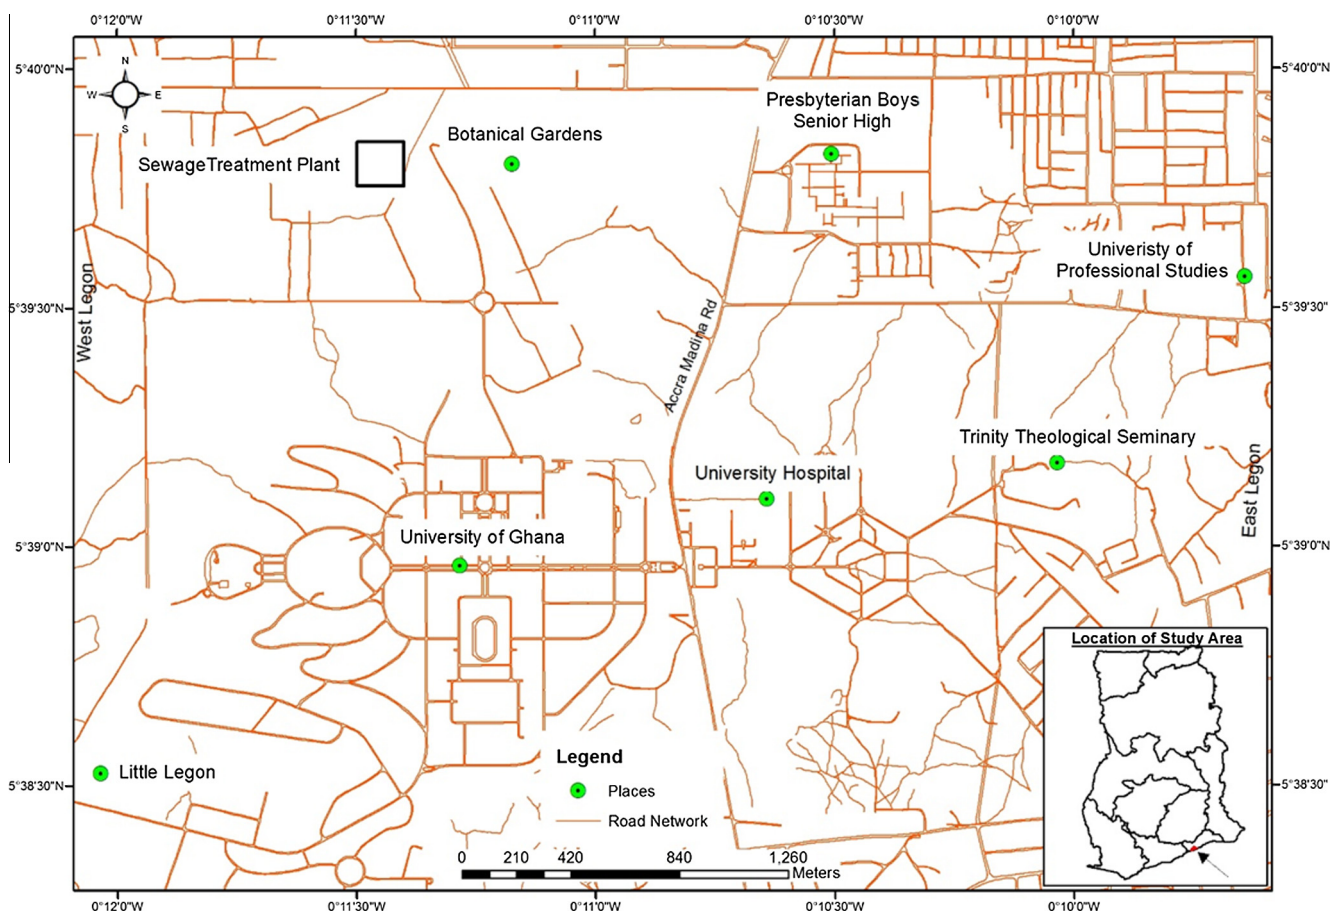 0°12'0"W 0°11'30"W 0°11'0"W 0°10'30"W 0°10'0"W
5°40'0"N 5°40'0"N
N
W E
S
Presbyterian Boys
Senior High
Botanical Gardens
SewageTreatment Plant
Univeristy of
Professional Studies
West Legon
5°39'30"N 5°39'30"N
Accra Madina Rd
Trinity Theological Seminary
East Legon
University Hospital
University of Ghana
5°39'0"N 5°39'0"N
Location of Study Area
Little Legon
Legend
Places
Road Network
5°38'30"N 5°38'30"N
0 210 420 840 1,260
Meters
0°12'0"W 0°11'30"W 0°11'0"W 0°10'30"W 0°10'0"W